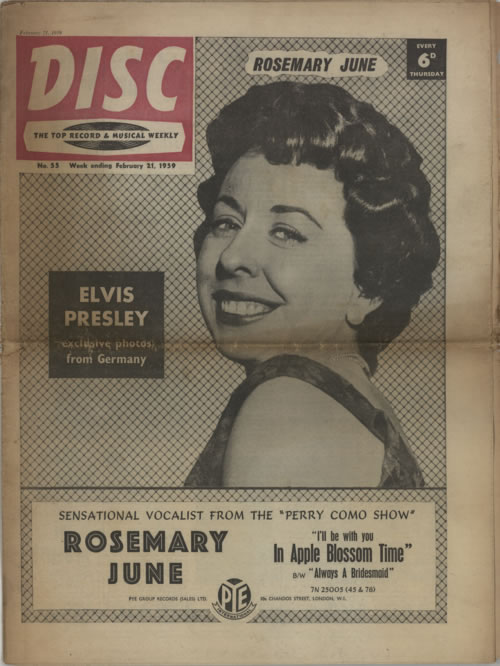 February 21, 1959
DISC
THE TOP RECORD & MUSICAL WEEKLY
No. 55 Week ending February 21, 1959
ROSEMARY JUNE
EVERY
6D
THURSDAY
ELVIS
PRESLEY
exclusive photos
from Germany
SENSATIONAL VOCALIST FROM THE "PERRY COMO SHOW"
ROSEMARY
JUNE
"I'll be with you
In Apple Blossom Time"
B/W "Always A Bridesmaid"
7N 25005 (45 & 78)
PYE GROUP RECORDS (SALES) LTD.
PYE
INTERNATIONAL
10a CHANDOS STREET, LONDON, W.1.